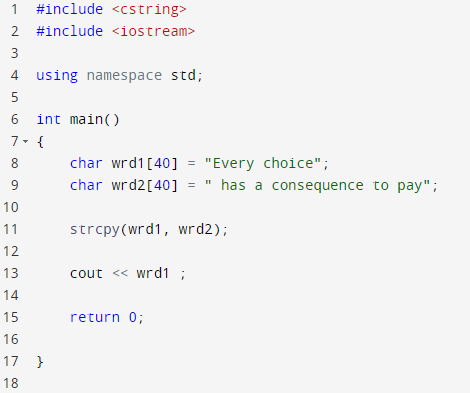 1 #include <cstring>
2 #include <iostream>
3
4 using namespace std;
5
6 int main()
7 {
8 char wrd1[40] = "Every choice";
9 char wrd2[40] = " has a consequence to pay";
10
11 strcpy(wrd1, wrd2);
12
13 cout << wrd1 ;
14
15 return 0;
16
17 }
18